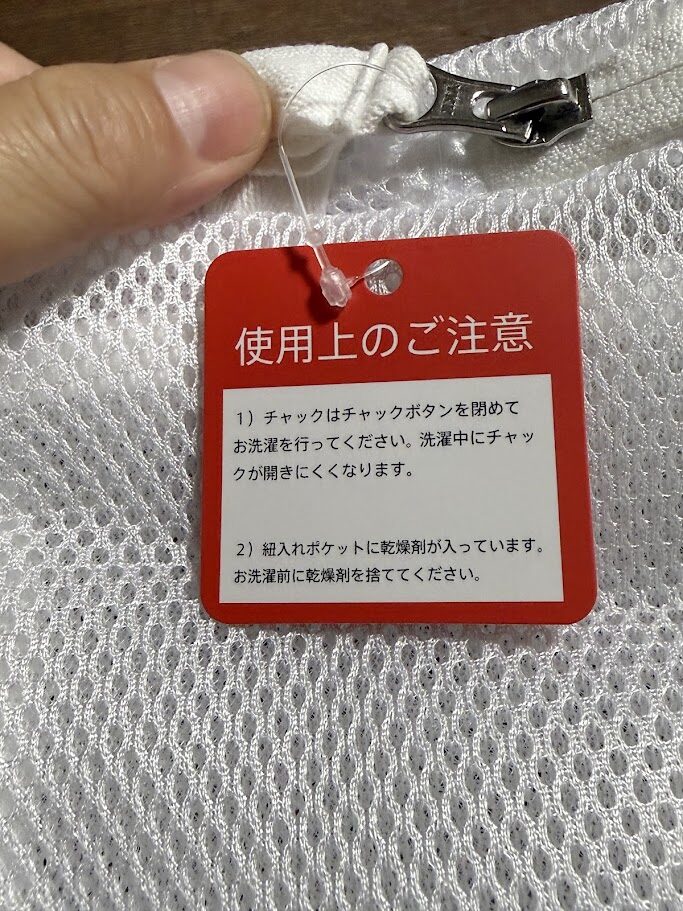 使用上のご注意
1）チャックはチャックボタンを閉めて
お洗濯を行ってください。洗濯中にチャッ
クが開きにくくなります。
2）紐入れポケットに乾燥剤が入っています。
お洗濯前に乾燥剤を捨ててください。